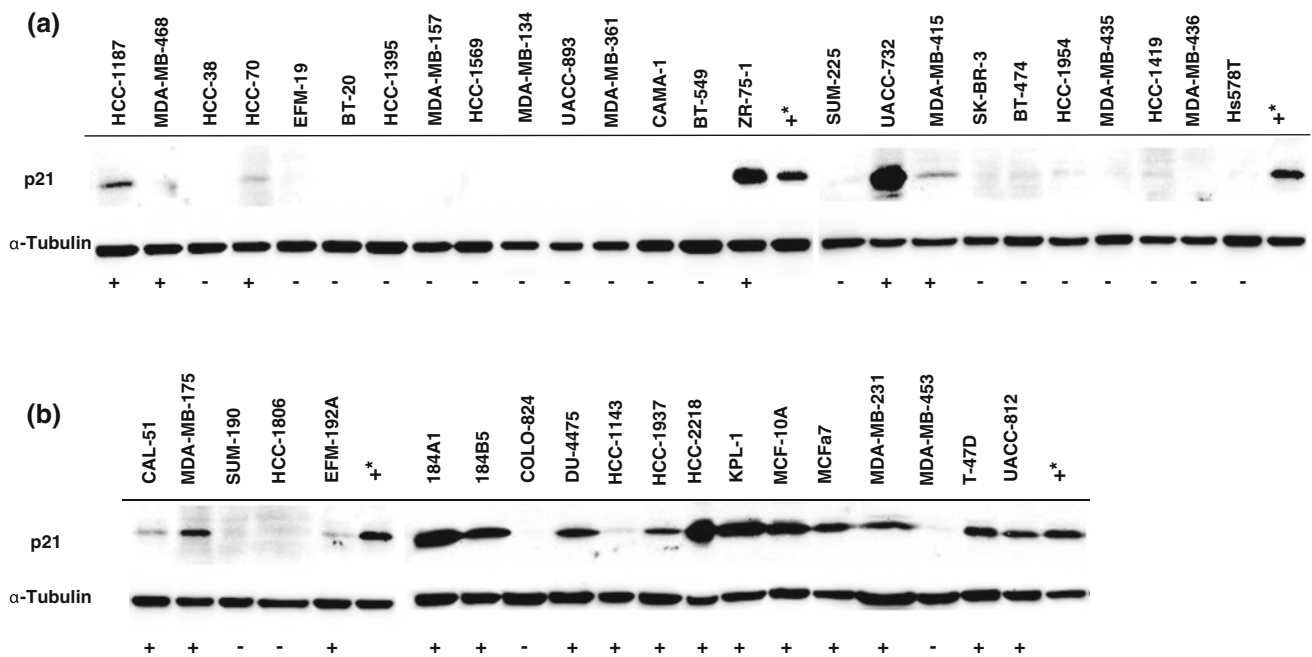 (a)
HCC-1187 MDA-MB-468 HCC-38 HCC-70 EFM-19 BT-20 HCC-1395 MDA-MB-157 HCC-1569 MDA-MB-134 UACC-893 MDA-MB-361 CAMA-1 BT-549 ZR-75-1 +* SUM-225 UACC-732 MDA-MB-415 SK-BR-3 BT-474 HCC-1954 MDA-MB-435 HCC-1419 MDA-MB-436 Hs578T +*
p21
α-Tubulin
+ + - + - - - - - - - - - - + - + + - - - - - - -
(b)
CAL-51 MDA-MB-175 SUM-190 HCC-1806 EFM-192A +* 184A1 184B5 COLO-824 DU-4475 HCC-1143 HCC-1937 HCC-2218 KPL-1 MCF-10A MCFa7 MDA-MB-231 MDA-MB-453 T-47D UACC-812 +*
p21
α-Tubulin
+ + - - + + + - + + + + + + + + - + +